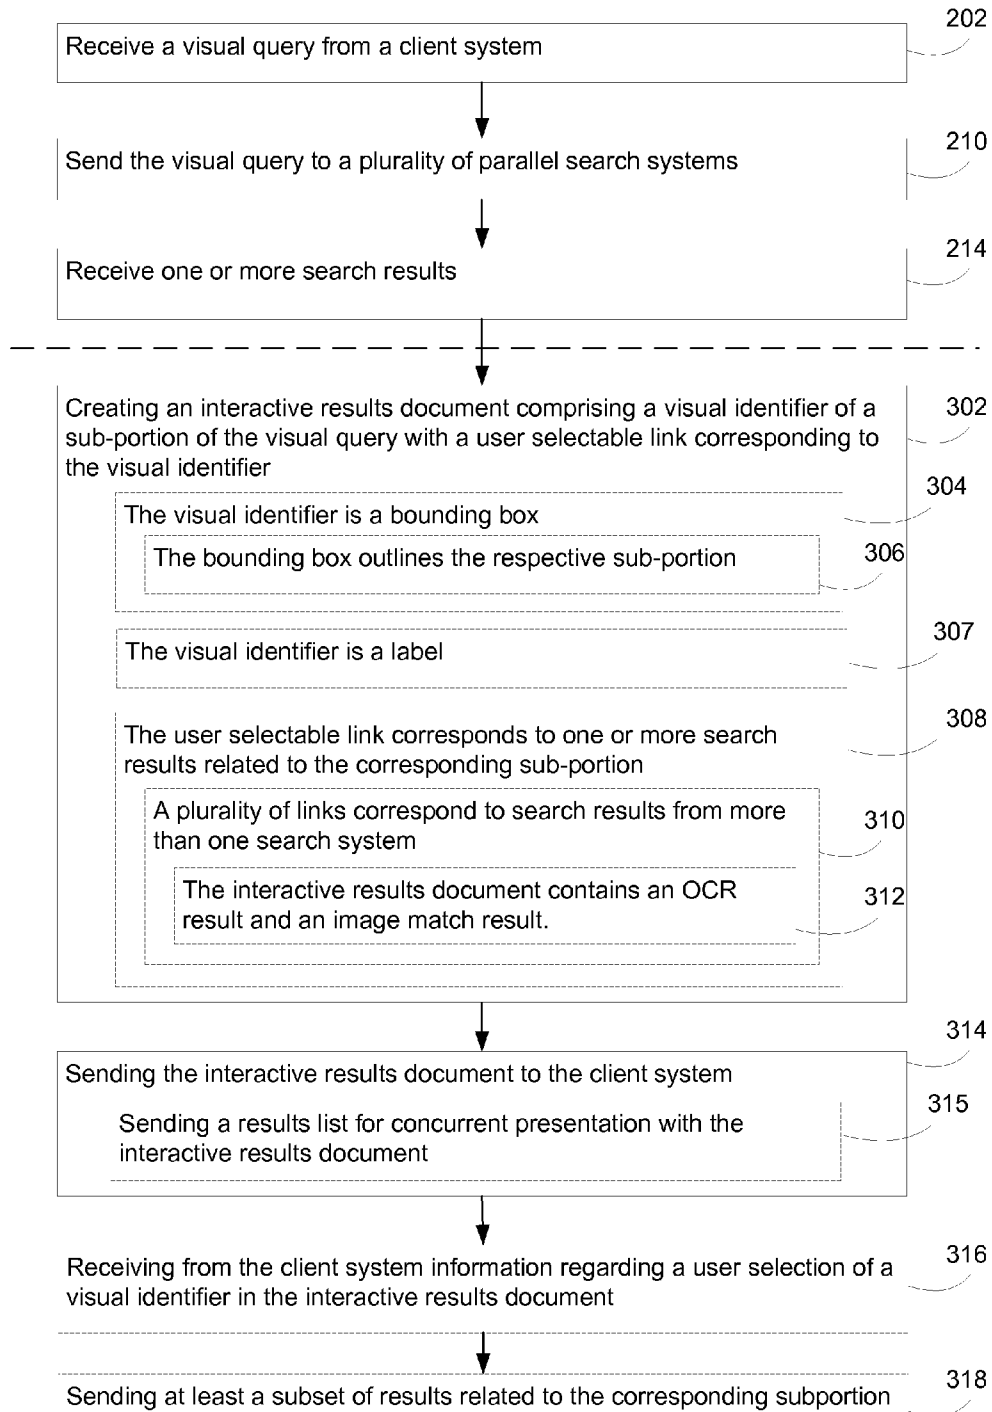 202
Receive a visual query from a client system
210
Send the visual query to a plurality of parallel search systems
214
Receive one or more search results
302
Creating an interactive results document comprising a visual identifier of a
sub-portion of the visual query with a user selectable link corresponding to
the visual identifier
304
The visual identifier is a bounding box
306
The bounding box outlines the respective sub-portion
307
The visual identifier is a label
308
The user selectable link corresponds to one or more search
results related to the corresponding sub-portion
310
A plurality of links correspond to search results from more
than one search system
312
The interactive results document contains an OCR
result and an image match result.
314
Sending the interactive results document to the client system
315
Sending a results list for concurrent presentation with the
interactive results document
316
Receiving from the client system information regarding a user selection of a
visual identifier in the interactive results document
318
Sending at least a subset of results related to the corresponding subportion